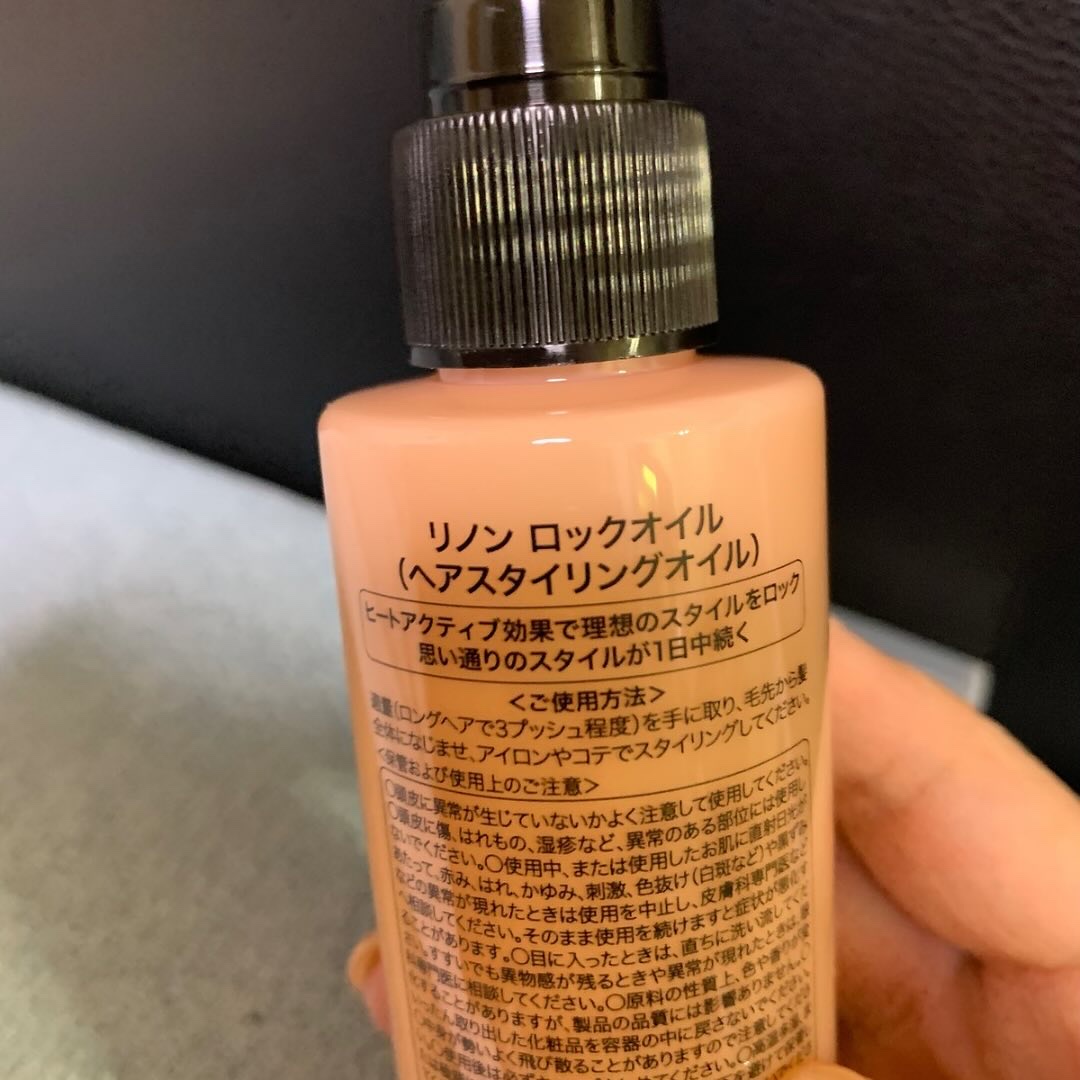 リノン ロックオイル
（ヘアスタイリングオイル）
ヒートアクティブ効果で理想のスタイルをロック
思い通りのスタイルが1日中続く
＜ご使用方法＞
適量（ロングヘアで3プッシュ程度）を手に取り、毛先から髪
全体になじませ、アイロンやコテでスタイリングしてください。
＜保管および使用上のご注意＞
○頭皮に異常が生じていないかよく注意して使用してください。
○頭皮に傷、はれもの、湿疹など、異常のある部位には使用し
ないでください。○使用中、または使用したお肌に直射日光が
あたって、赤み、はれ、かゆみ、刺激、色抜け（白斑など）や黒ずみ
などの異常が現れたときは使用を中止し、皮膚科専門医など
へ相談してください。そのまま使用を続けますと症状が悪化す
ることがあります。○目に入ったときは、直ちに洗い流してくだ
さい。すすいでも異物感が残るときや異常が現れたときは、眼
科専門医に相談してください。○原料の性質上、色や香りが
化することがありますが、製品の品質には影響ありません。○
いったん取り出した化粧品を容器の中に戻さないでください。
○中身が勢いよく飛び散ることがありますので注意してくださ
い。○使用後は必ず